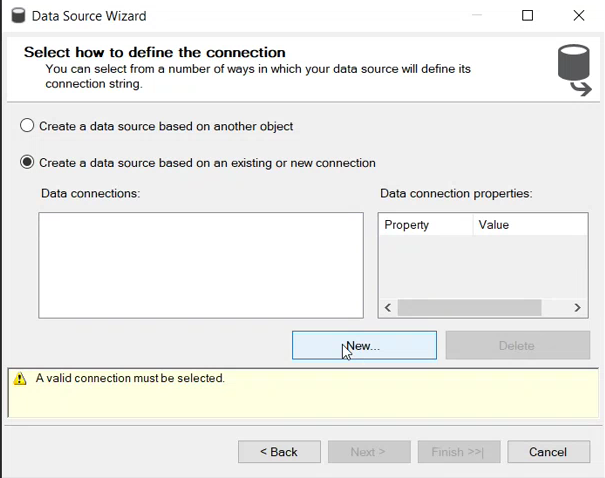 Data Source Wizard
Select how to define the connection
You can select from a number of ways in which your data source will define its
connection string.
Create a data source based on another object
Create a data source based on an existing or new connection
Data connections:
Data connection properties:
Property Value
New...
Delete
A valid connection must be selected.
< Back
Next >
Finish >>|
Cancel